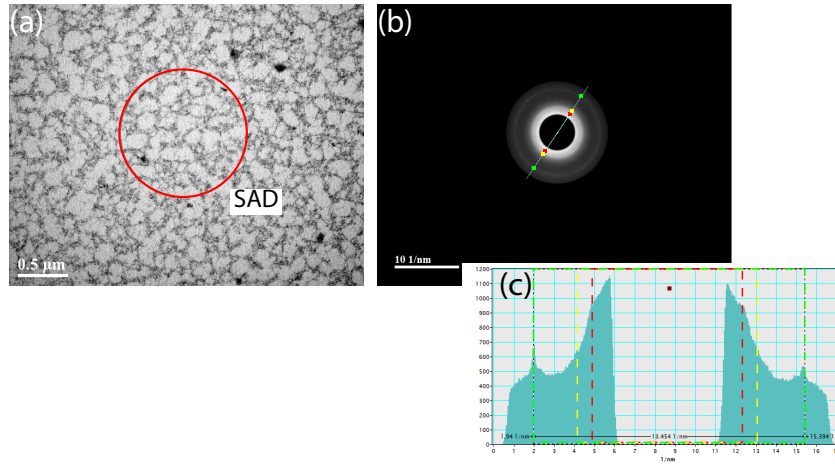 (a)
SAD
0.5 μm
(b)
10 1/nm
(c)
1200
1100
1000
900
800
700
600
500
400
300
200
100
0
1.94 1/nm
13.454 1/nm
15.394 1/nm
0 1 2 3 4 5 6 7 8 9 10 11 12 13 14 15 16 17
1/nm